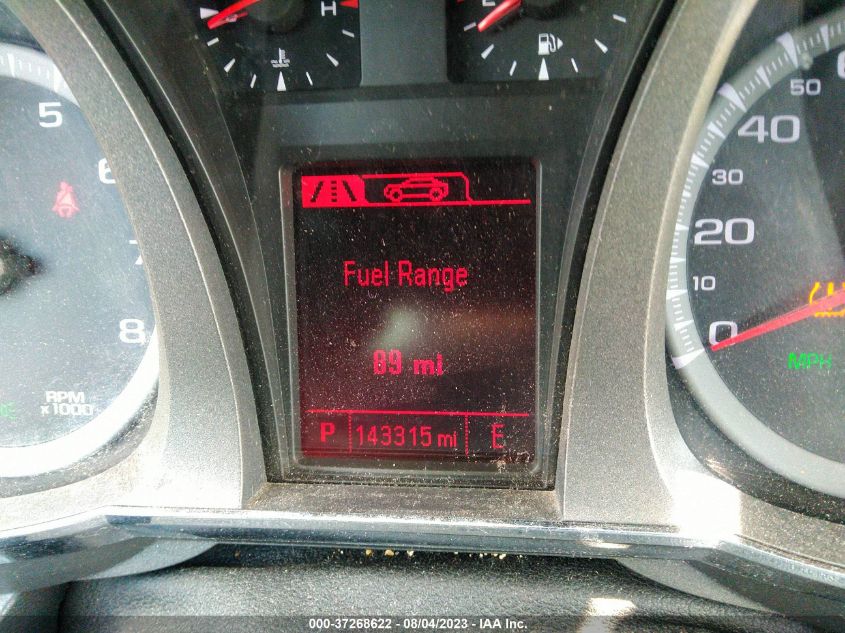 H
E
5
6
7
8
RPM
x1000
Fuel Range
89 mi
P 143315 mi E
50
40
30
20
10
0
MPH
000-37268622 - 08/04/2023 - IAA Inc.